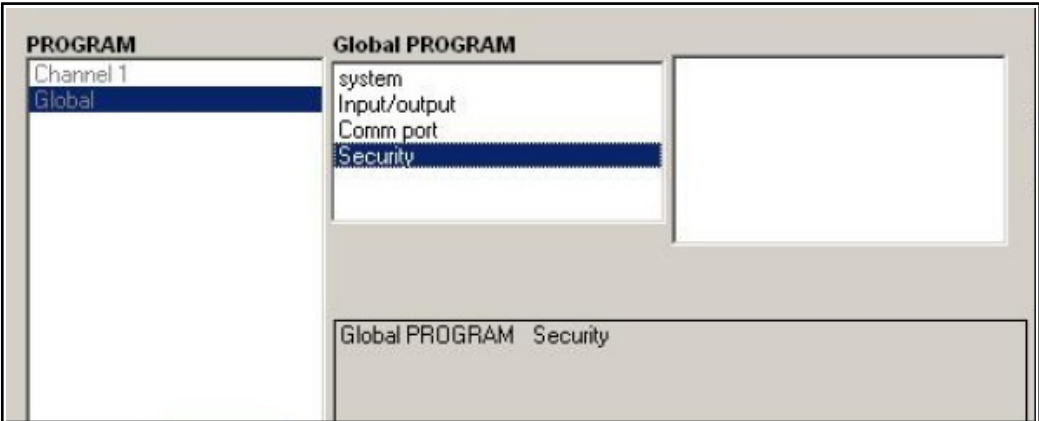 PROGRAM
Channel 1
Global
Global PROGRAM
system
Input/output
Comm port
Security
Global PROGRAM Security